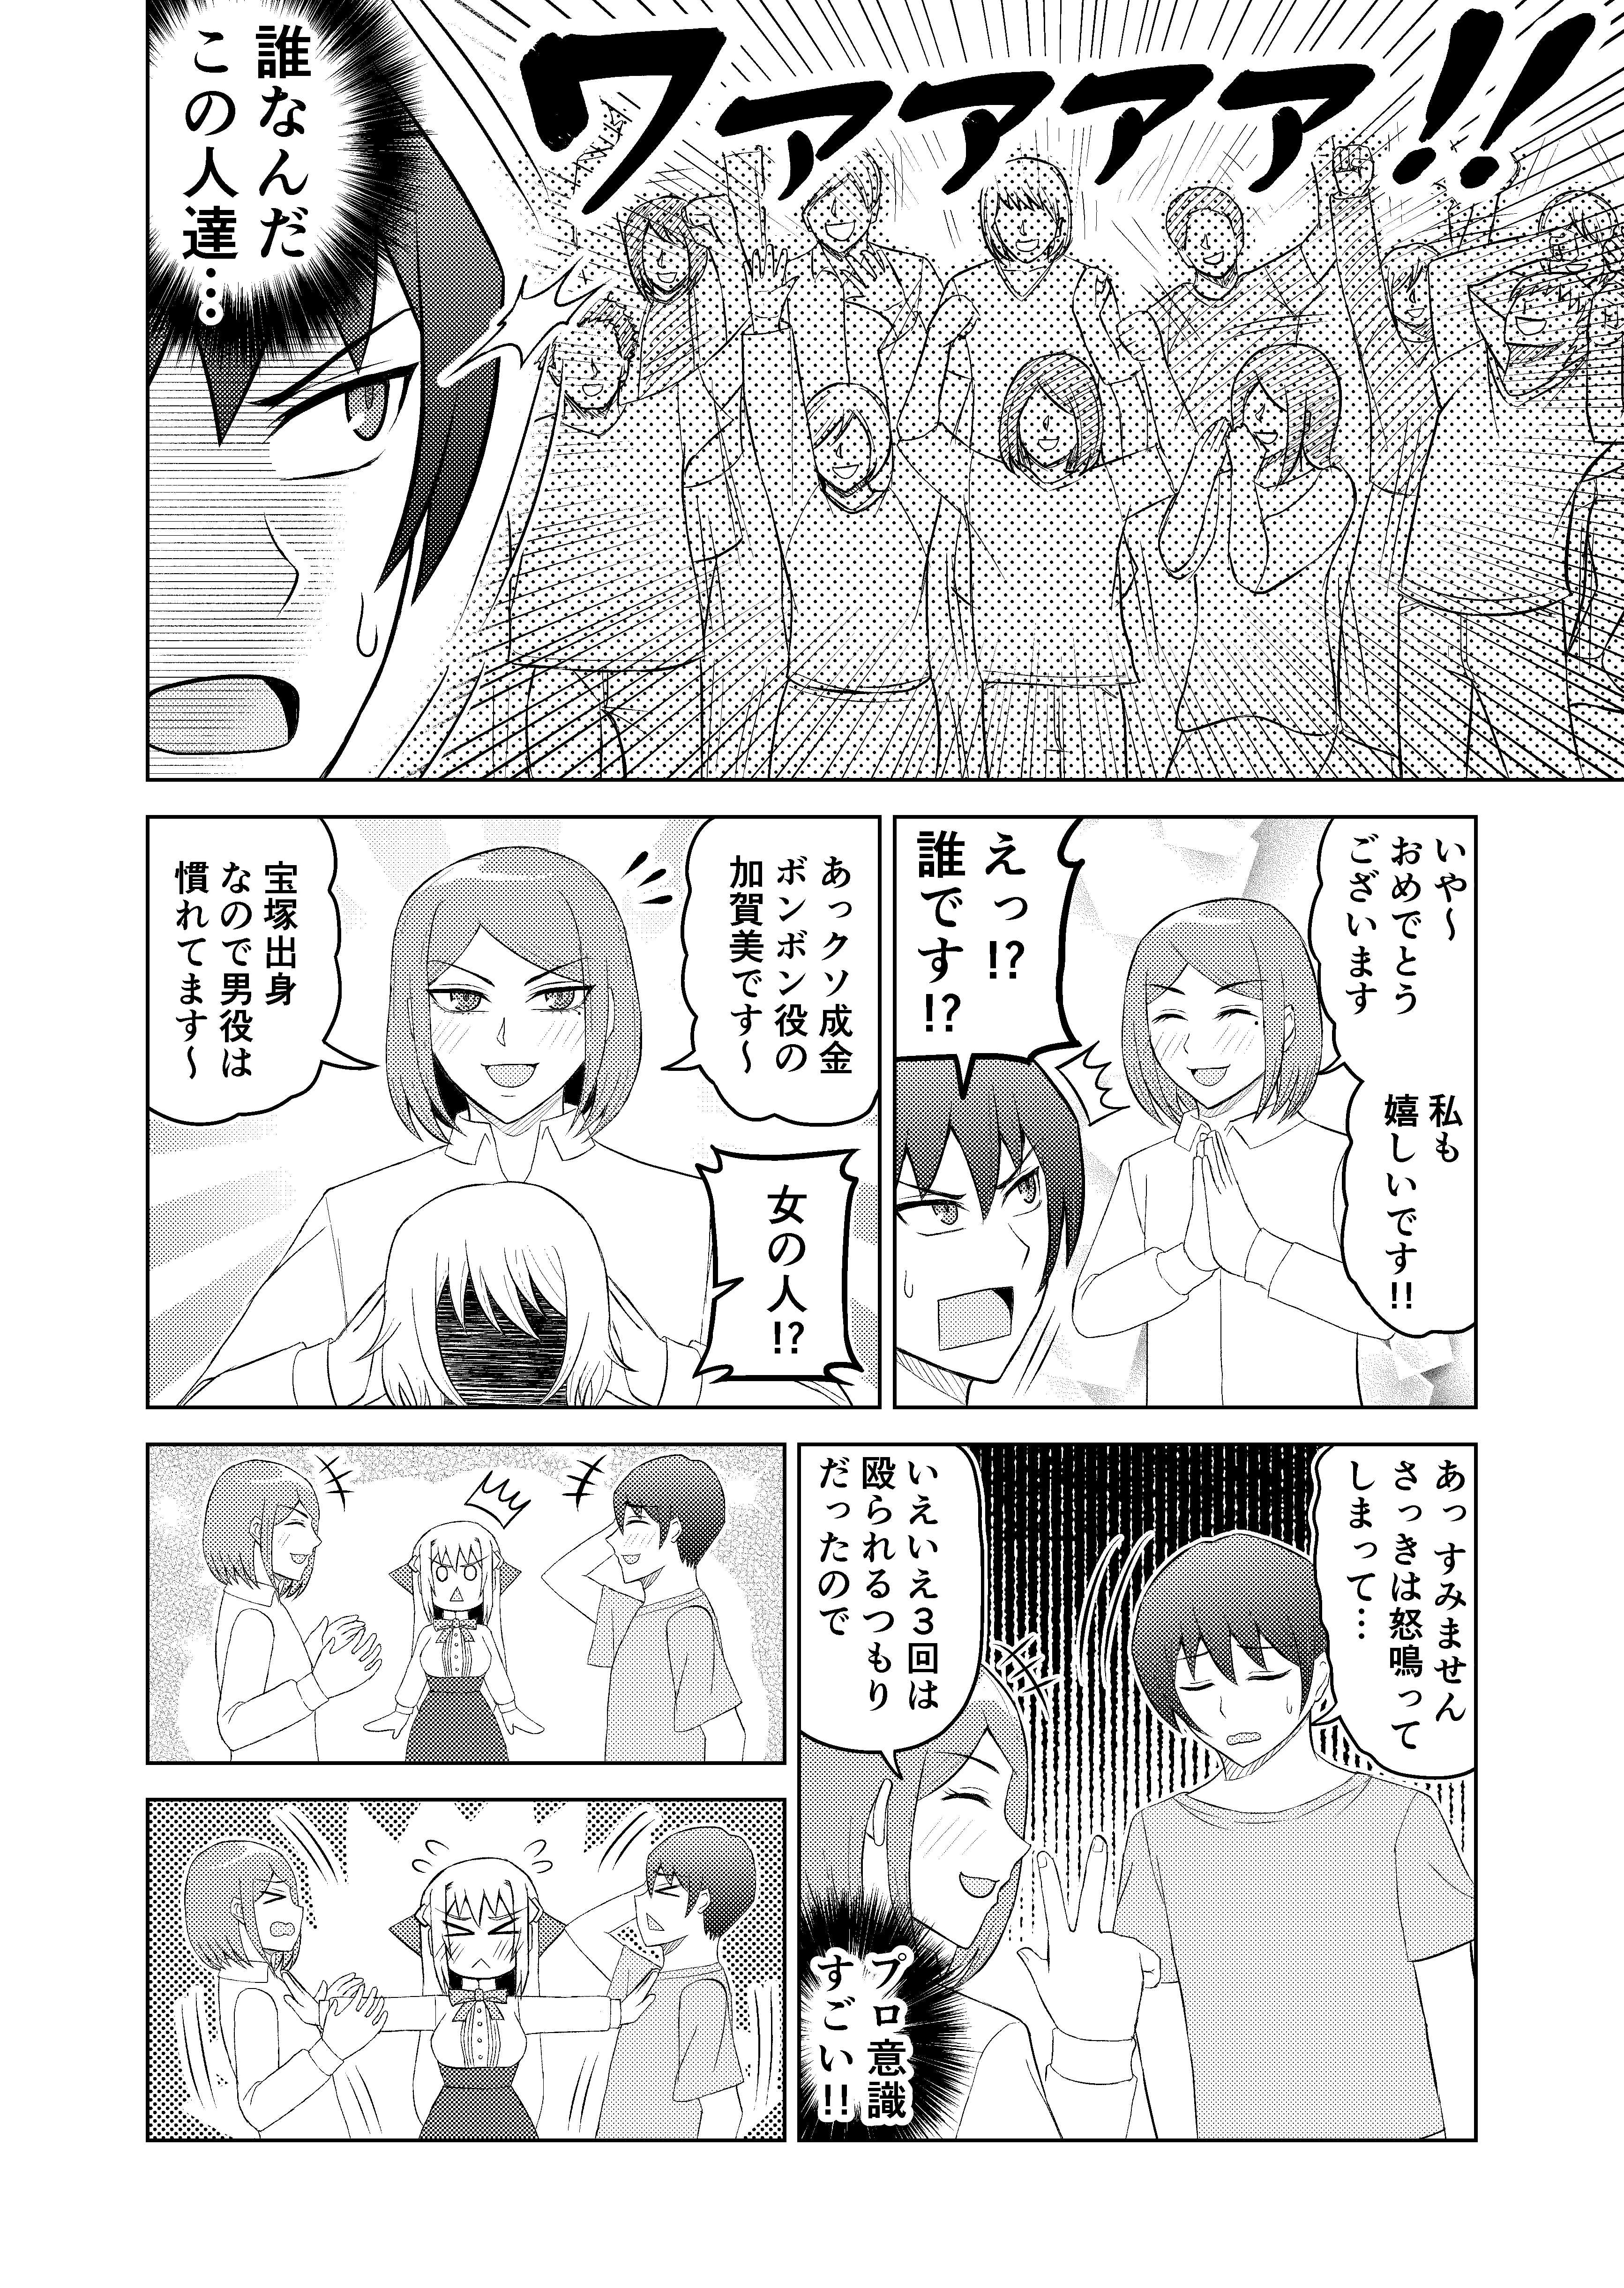 ワァァァァ!!
誰なんだ
この人達…
いや〜
おめでとう
ございます
私も
嬉しいです!!
えっ!?
誰です!?
あっクソ成金
ボンボン役の
加賀美です〜
宝塚出身
なので男役は
慣れてます〜
女の人!?
あっすみません
さっきは怒鳴って
しまって…
いえいえ3回は
殴られるつもり
だったので
プロ意識
すごい!!